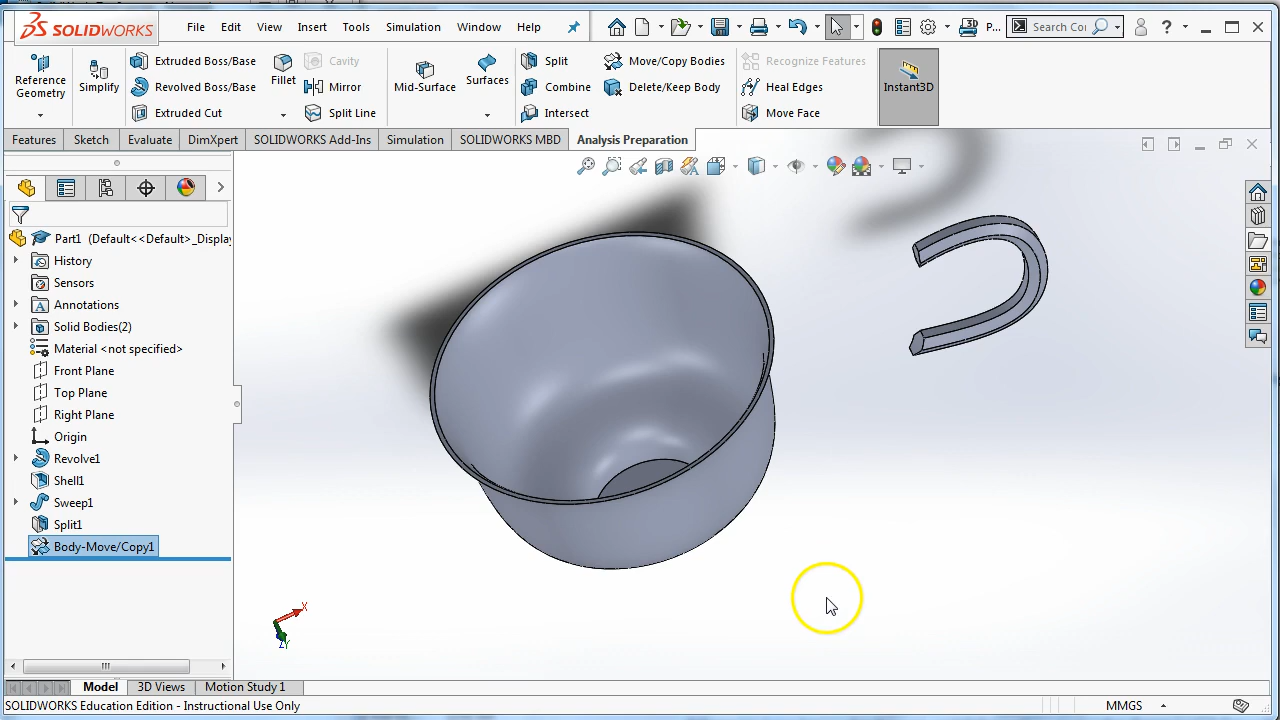 SOLIDWORKS File Edit View Insert Tools Simulation Window Help P... Search Co ?
Reference Geometry
Simplify
Extruded Boss/Base
Revolved Boss/Base
Extruded Cut
Fillet
Cavity
Mirror
Split Line
Mid-Surface
Surfaces
Split
Combine
Intersect
Move/Copy Bodies
Delete/Keep Body
Recognize Features
Heal Edges
Move Face
Instant3D
Features Sketch Evaluate DimXpert SOLIDWORKS Add-Ins Simulation SOLIDWORKS MBD Analysis Preparation
Part1 (Default<<Default>_Display
History
Sensors
Annotations
Solid Bodies(2)
Material <not specified>
Front Plane
Top Plane
Right Plane
Origin
Revolve1
Shell1
Sweep1
Split1
Body-Move/Copy1
X
Z Y
Model 3D Views Motion Study 1
SOLIDWORKS Education Edition - Instructional Use Only MMGS